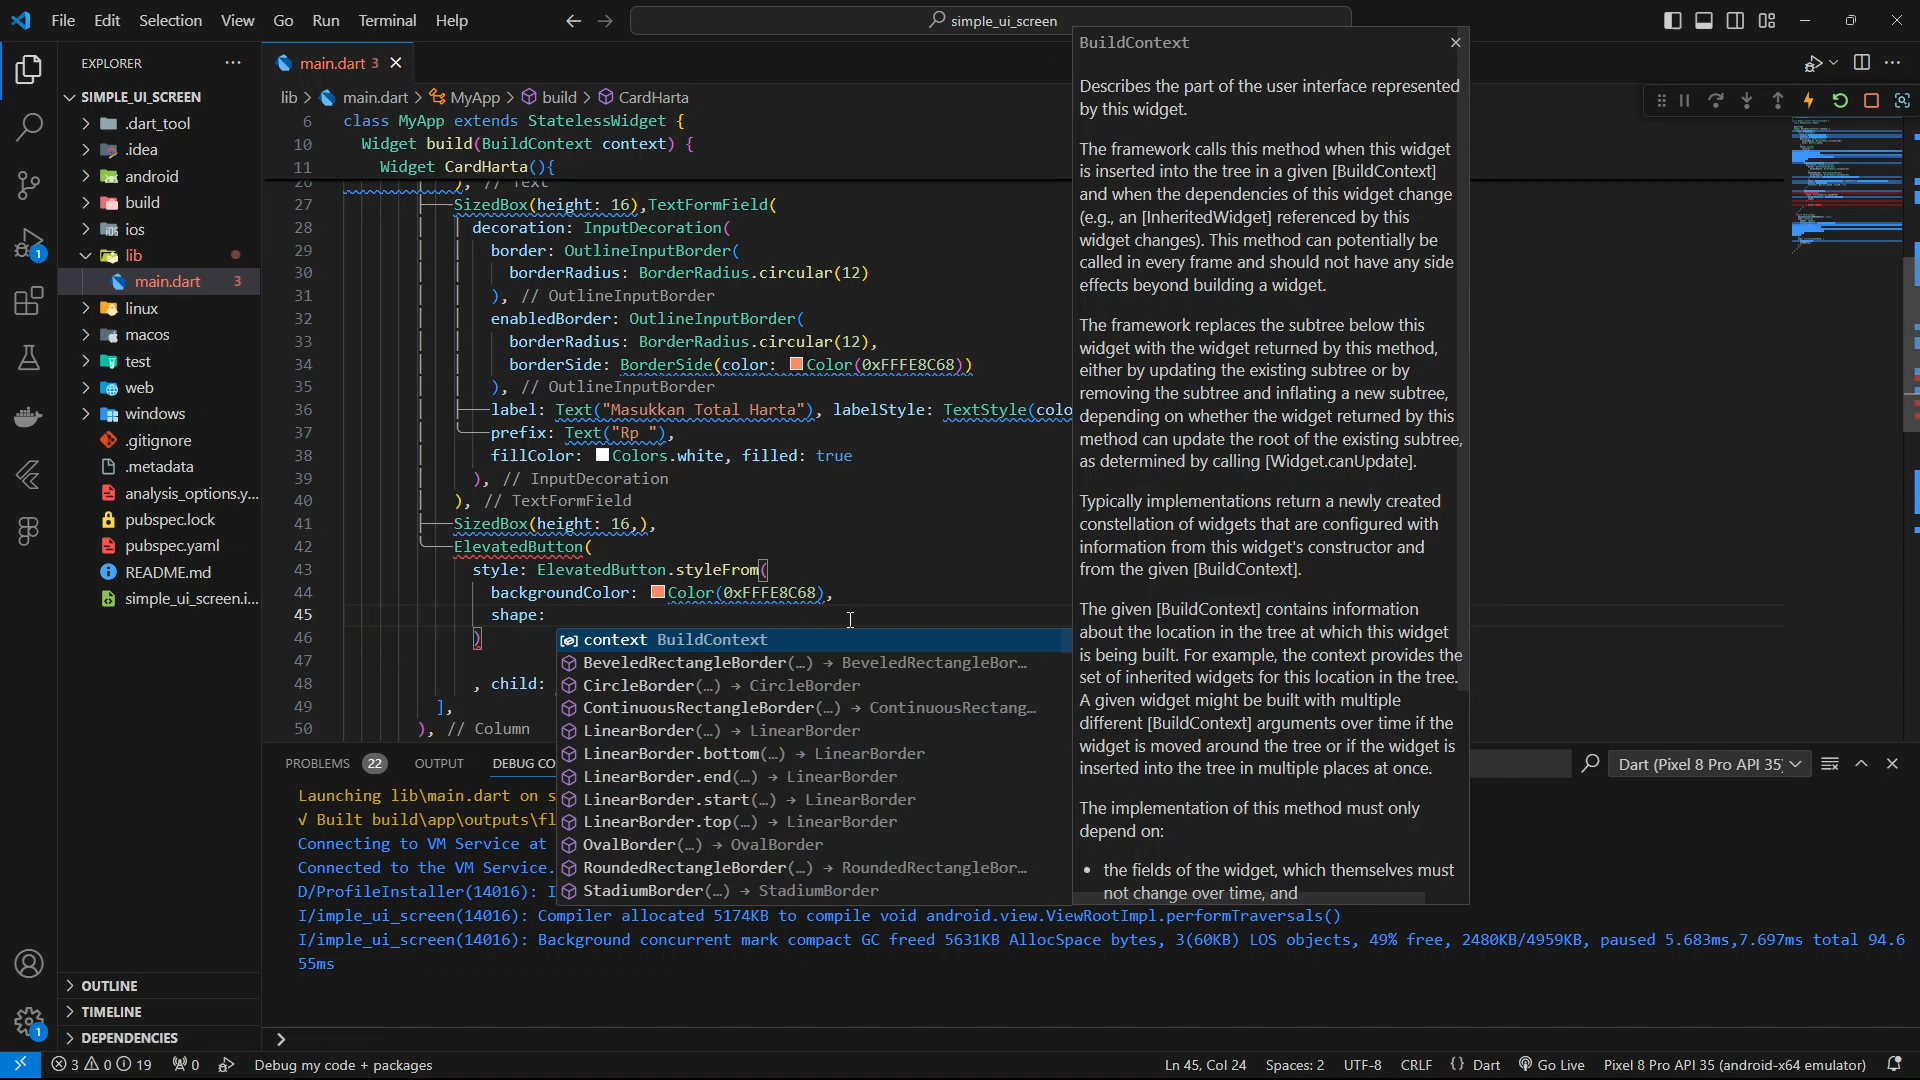 File Edit Selection View Go Run Terminal Help
simple_ui_screen
EXPLORER
SIMPLE_UI_SCREEN
.dart_tool
.idea
android
build
ios
lib
main.dart 3
linux
macos
test
web
windows
.gitignore
.metadata
analysis_options.y...
pubspec.lock
pubspec.yaml
README.md
simple_ui_screen.i...
OUTLINE
TIMELINE
DEPENDENCIES
1
1
main.dart 3
lib > main.dart > MyApp > build > CardHarta
6 class MyApp extends StatelessWidget {
10 Widget build(BuildContext context) {
11 Widget CardHarta(){
26 ), // Text
27 SizedBox(height: 16),TextFormField(
28 decoration: InputDecoration(
29 border: OutlineInputBorder(
30 borderRadius: BorderRadius.circular(12)
31 ), // OutlineInputBorder
32 enabledBorder: OutlineInputBorder(
33 borderRadius: BorderRadius.circular(12),
34 borderSide: BorderSide(color: Color(0xFFFE8C68))
35 ), // OutlineInputBorder
36 label: Text("Masukkan Total Harta"), labelStyle: TextStyle(colo
37 prefix: Text("Rp "),
38 fillColor: Colors.white, filled: true
39 ), // InputDecoration
40 ), // TextFormField
41 SizedBox(height: 16,),
42 ElevatedButton(
43 style: ElevatedButton.styleFrom(
44 backgroundColor: Color(0xFFFE8C68),
45 shape:
46 )
47
48 , child:
49 ],
50 ), // Column
context BuildContext
BeveledRectangleBorder(…) → BeveledRectangleBor…
CircleBorder(…) → CircleBorder
ContinuousRectangleBorder(…) → ContinuousRectang…
LinearBorder(…) → LinearBorder
LinearBorder.bottom(…) → LinearBorder
LinearBorder.end(…) → LinearBorder
LinearBorder.start(…) → LinearBorder
LinearBorder.top(…) → LinearBorder
OvalBorder(…) → OvalBorder
RoundedRectangleBorder(…) → RoundedRectangleBor…
StadiumBorder(…) → StadiumBorder
BuildContext
Describes the part of the user interface represented
by this widget.
The framework calls this method when this widget
is inserted into the tree in a given [BuildContext]
and when the dependencies of this widget change
(e.g., an [InheritedWidget] referenced by this
widget changes). This method can potentially be
called in every frame and should not have any side
effects beyond building a widget.
The framework replaces the subtree below this
widget with the widget returned by this method,
either by updating the existing subtree or by
removing the subtree and inflating a new subtree,
depending on whether the widget returned by this
method can update the root of the existing subtree,
as determined by calling [Widget.canUpdate].
Typically implementations return a newly created
constellation of widgets that are configured with
information from this widget's constructor and
from the given [BuildContext].
The given [BuildContext] contains information
about the location in the tree at which this widget
is being built. For example, the context provides the
set of inherited widgets for this location in the tree.
A given widget might be built with multiple
different [BuildContext] arguments over time if the
widget is moved around the tree or if the widget is
inserted into the tree in multiple places at once.
The implementation of this method must only
depend on:
• the fields of the widget, which themselves must
not change over time, and
PROBLEMS 22 OUTPUT DEBUG CO
Dart (Pixel 8 Pro API 35)
Launching lib\main.dart on s
√ Built build\app\outputs\fl
Connecting to VM Service at
Connected to the VM Service.
D/ProfileInstaller(14016): I
I/imple_ui_screen(14016): Compiler allocated 5174KB to compile void android.view.ViewRootImpl.performTraversals()
I/imple_ui_screen(14016): Background concurrent mark compact GC freed 5631KB AllocSpace bytes, 3(60KB) LOS objects, 49% free, 2480KB/4959KB, paused 5.683ms,7.697ms total 94.6
55ms
3 0 19 0 Debug my code + packages
Ln 45, Col 24 Spaces: 2 UTF-8 CRLF {} Dart Go Live Pixel 8 Pro API 35 (android-x64 emulator)